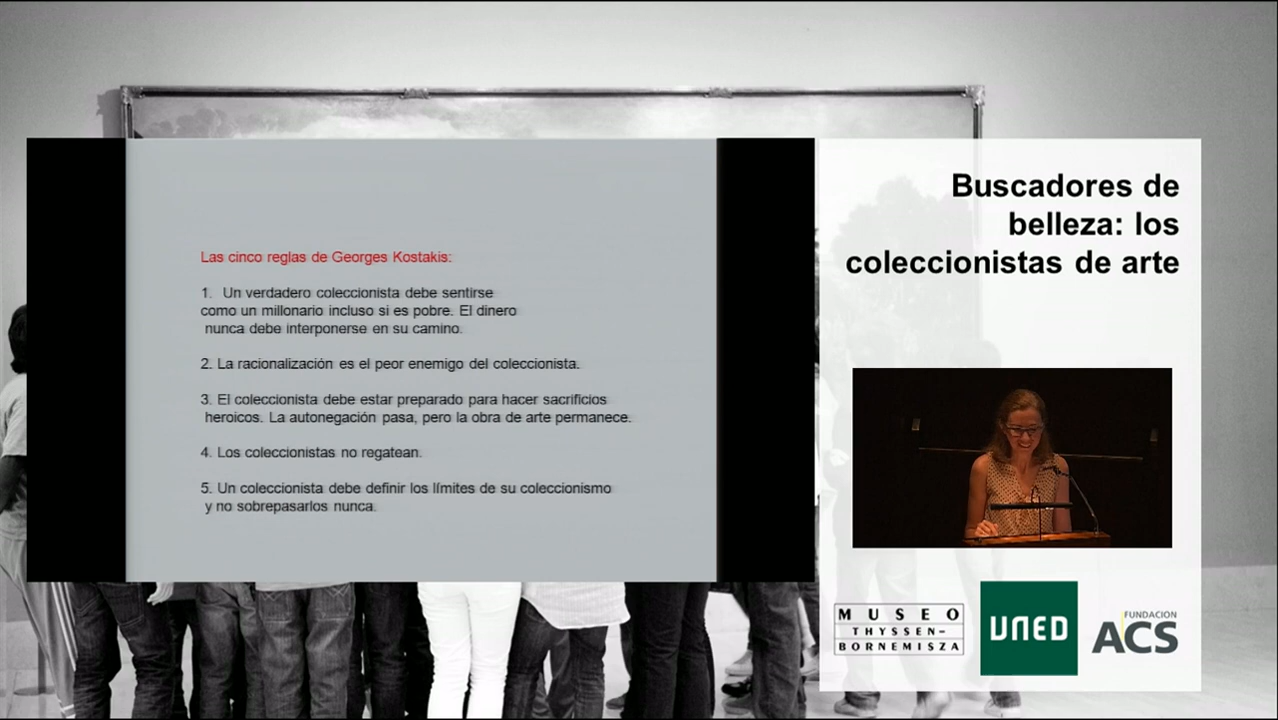 Las cinco reglas de Georges Kostakis:
1. Un verdadero coleccionista debe sentirse
como un millonario incluso si es pobre. El dinero
nunca debe interponerse en su camino.
2. La racionalización es el peor enemigo del coleccionista.
3. El coleccionista debe estar preparado para hacer sacrificios
heroicos. La autonegación pasa, pero la obra de arte permanece.
4. Los coleccionistas no regatean.
5. Un coleccionista debe definir los límites de su coleccionismo
y no sobrepasarlos nunca.
Buscadores de
belleza: los
coleccionistas de arte
MUSEO
THYSSEN-
BORNEMISZA
UNED
FUNDACION
ACS